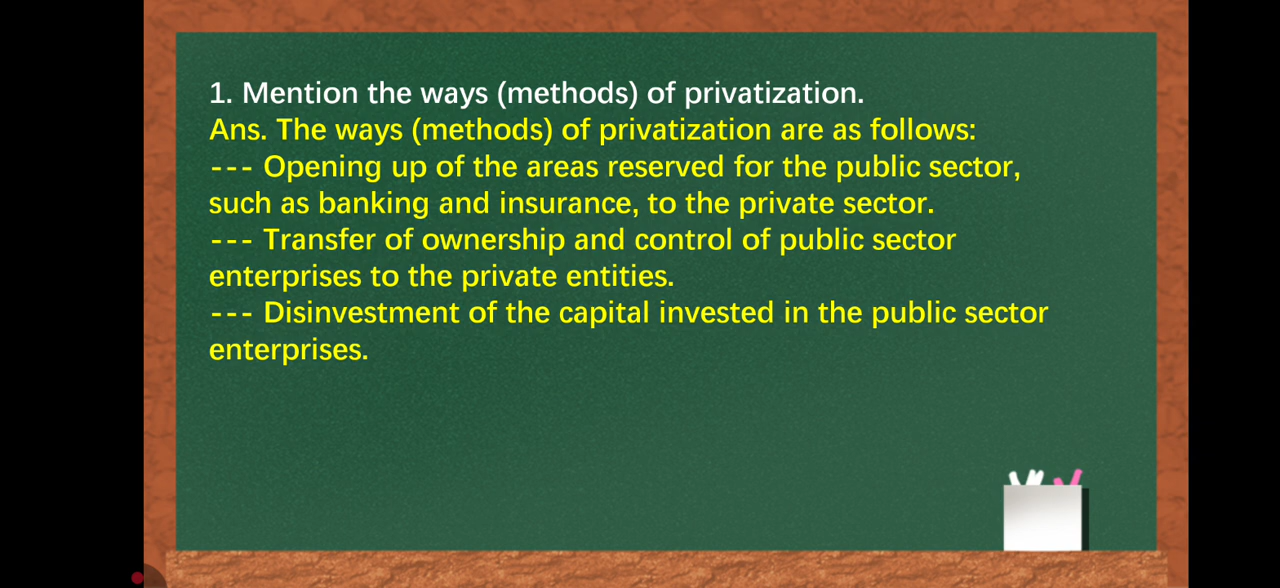 1. Mention the ways (methods) of privatization.
Ans. The ways (methods) of privatization are as follows:
--- Opening up of the areas reserved for the public sector,
such as banking and insurance, to the private sector.
--- Transfer of ownership and control of public sector
enterprises to the private entities.
--- Disinvestment of the capital invested in the public sector
enterprises.